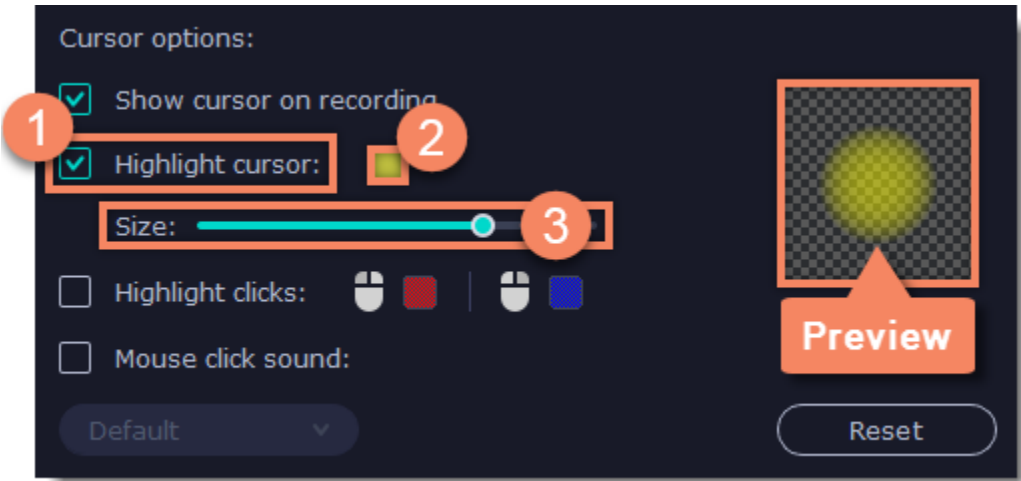 Cursor options:
Show cursor on recording
1
Highlight cursor:
2
Size:
3
Highlight clicks:
Preview
Mouse click sound:
Default
Reset